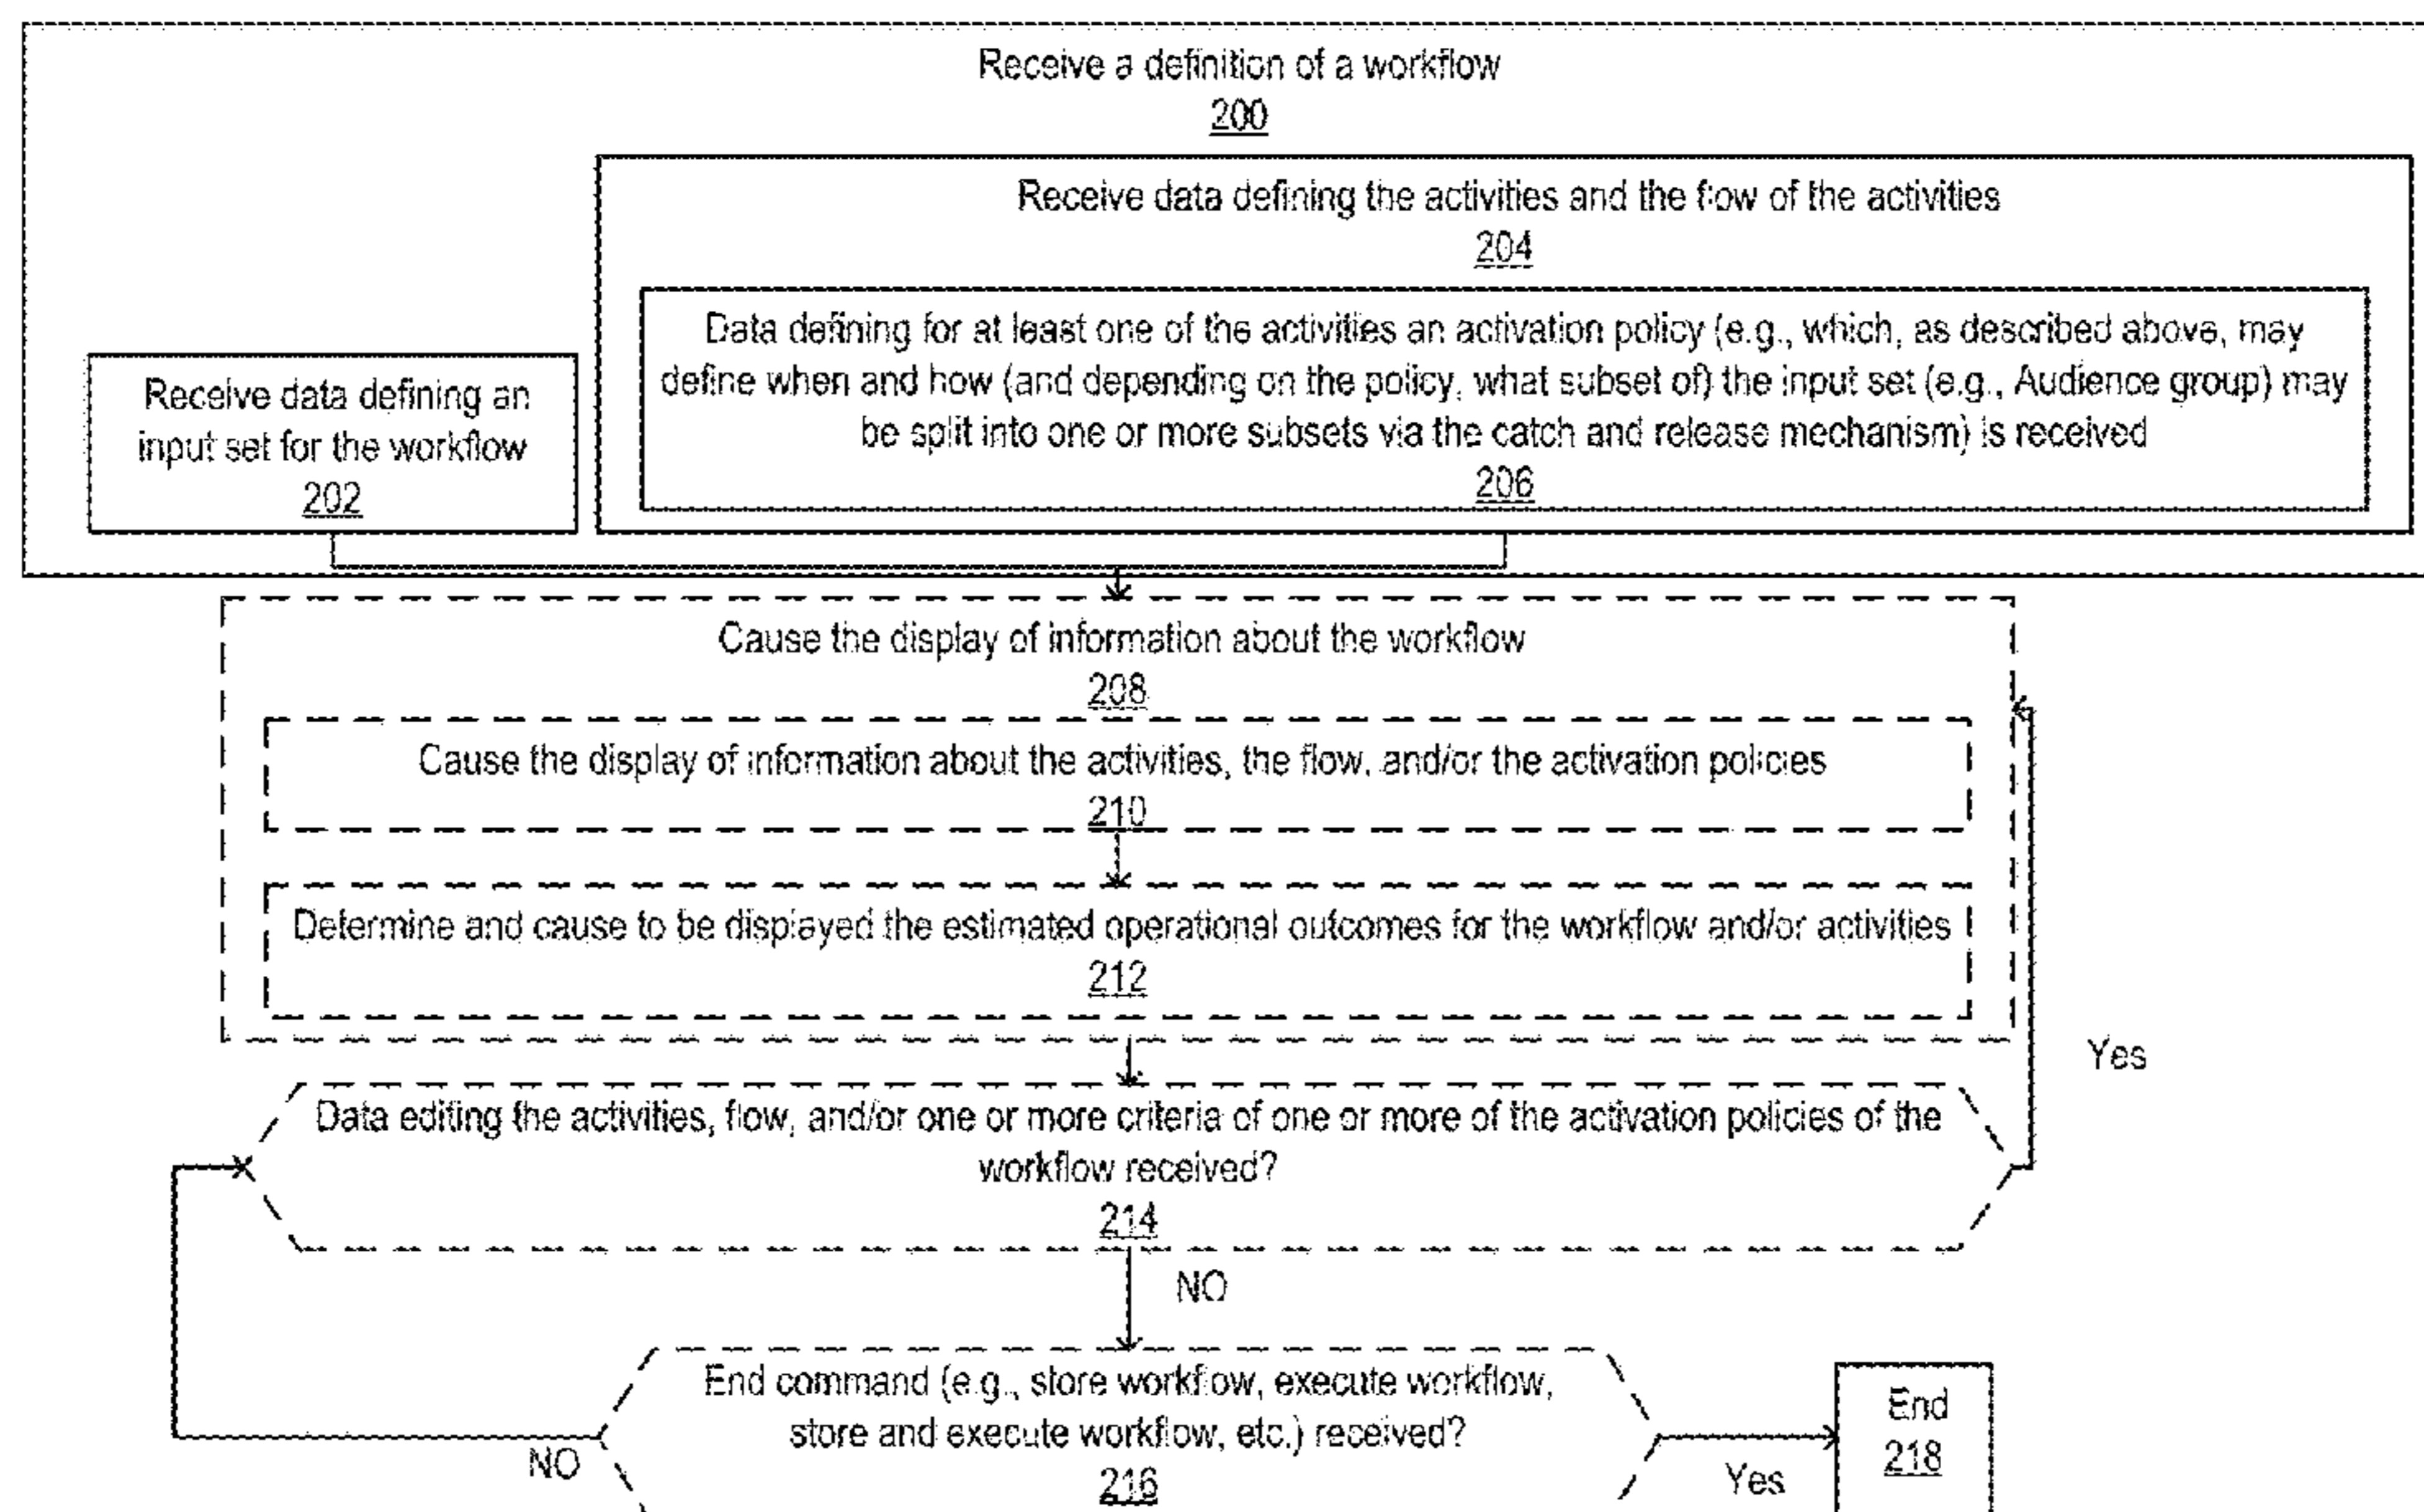 Receive a definition of a workflow
200
Receive data defining the activities and the flow of the activities
204
Data defining for at least one of the activities an activation policy (e.g., which, as described above, may
define when and how (and depending on the policy, what subset of) the input set (e.g., Audience group) may
be split into one or more subsets via the catch and release mechanism) is received
206
Receive data defining an
input set for the workflow
202
Cause the display of information about the workflow
208
Cause the display of information about the activities, the flow, and/or the activation policies
210
Determine and cause to be displayed the estimated operational outcomes for the workflow and/or activities
212
Yes
Data editing the activities, flow, and/or one or more criteria of one or more of the activation policies of the
workflow received?
214
NO
End command (e.g., store workflow, execute workflow,
store and execute workflow, etc.) received?
216
NO
Yes
End
218